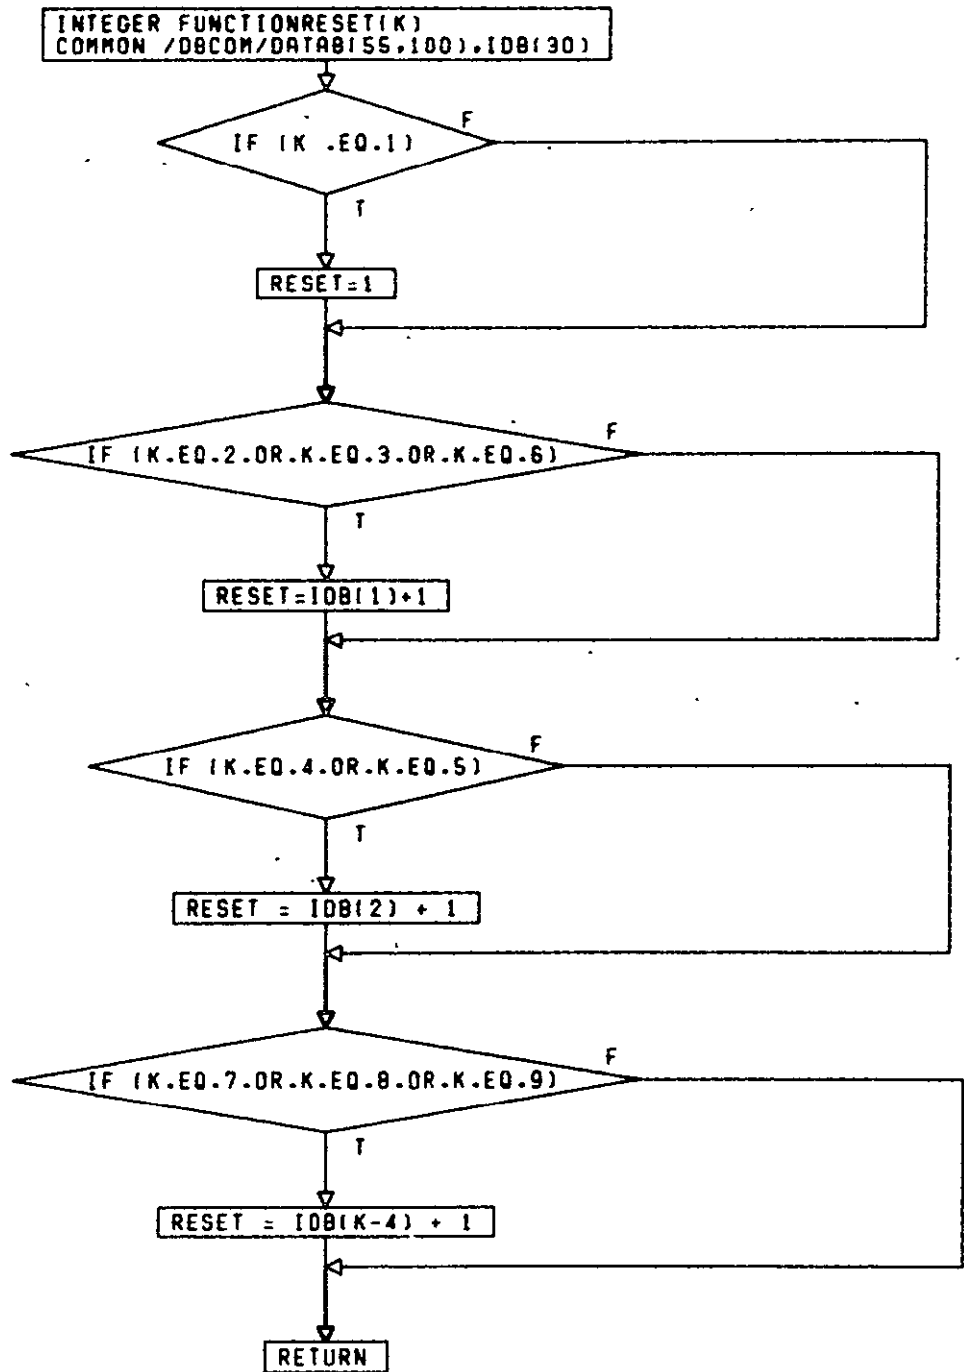 INTEGER FUNCTIONRESET(K)
COMMON /DBCOM/DATAB(55,100),IDB(30)
IF (K .EQ.1)
F
T
RESET=1
IF (K.EQ.2.OR.K.EQ.3.OR.K.EQ.6)
F
T
RESET=IDB(1)+1
IF (K.EQ.4.OR.K.EQ.5)
F
T
RESET = IDB(2) + 1
IF (K.EQ.7.OR.K.EQ.8.OR.K.EQ.9)
F
T
RESET = IDB(K-4) + 1
RETURN